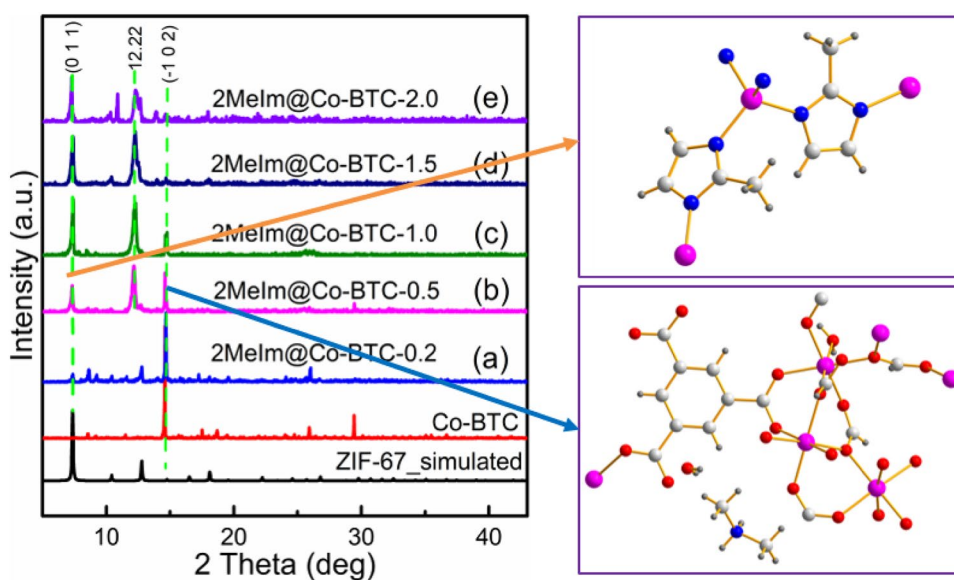 (0 1 1)
12.22
(-1 0 2)
2MeIm@Co-BTC-2.0
(e)
2MeIm@Co-BTC-1.5
(d)
2MeIm@Co-BTC-1.0
(c)
2MeIm@Co-BTC-0.5
(b)
2MeIm@Co-BTC-0.2
(a)
Co-BTC
ZIF-67_simulated
Intensity (a.u.)
10
20
30
40
2 Theta (deg)